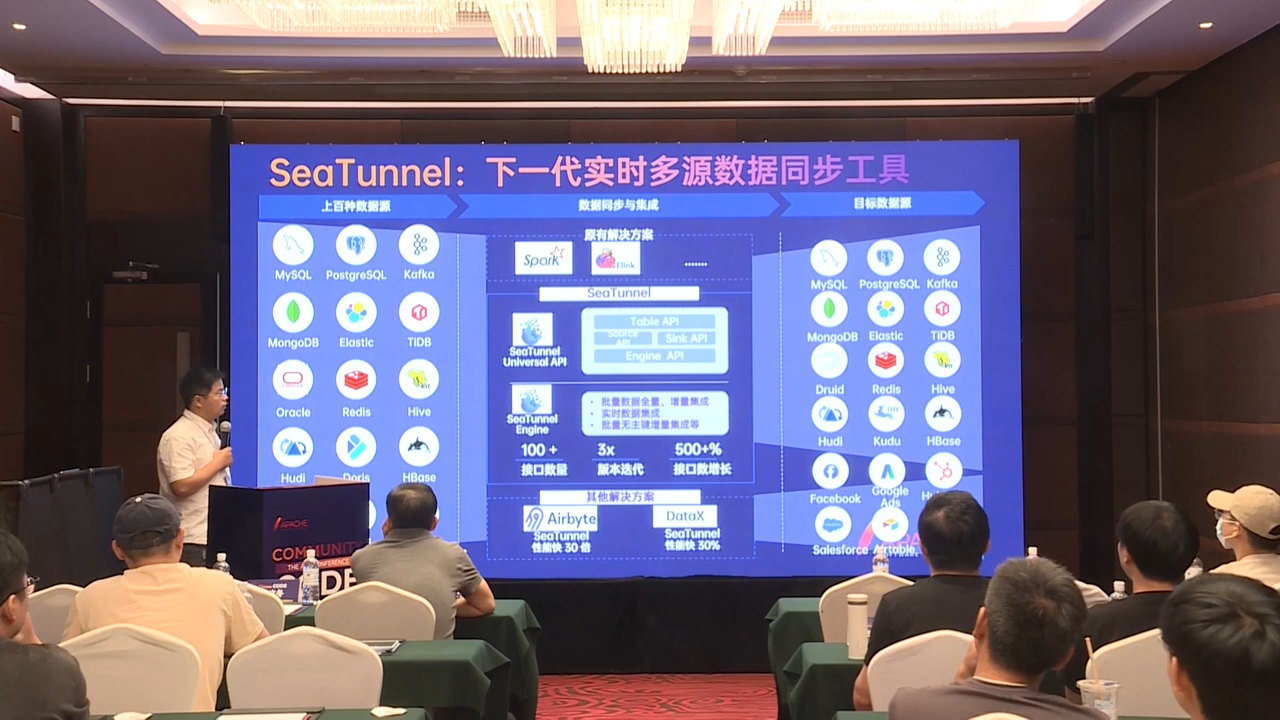 SeaTunnel：下一代实时多源数据同步工具
上百种数据源
数据同步与集成
目标数据源
MySQL PostgreSQL Kafka
MongoDB Elastic TiDB
Oracle Redis Hive
Hudi Doris HBase
原有解决方案
Spark Flink .......
SeaTunnel
SeaTunnel
Universal API
Table API
Source API
Sink API
Engine API
SeaTunnel
Engine
• 批量数据全量、增量集成
• 实时数据集成
• 批量无主键增量集成等
100 + 3x 500+%
接口数量 版本迭代 接口数增长
其他解决方案
Airbyte DataX
SeaTunnel SeaTunnel
性能快 30 倍 性能快 30%
MySQL PostgreSQL Kafka
MongoDB Elastic TiDB
Druid Redis Hive
Hudi Kudu HBase
Facebook Google Ads
Salesforce Airtable,
APACHE
COMMUNITY
CODE